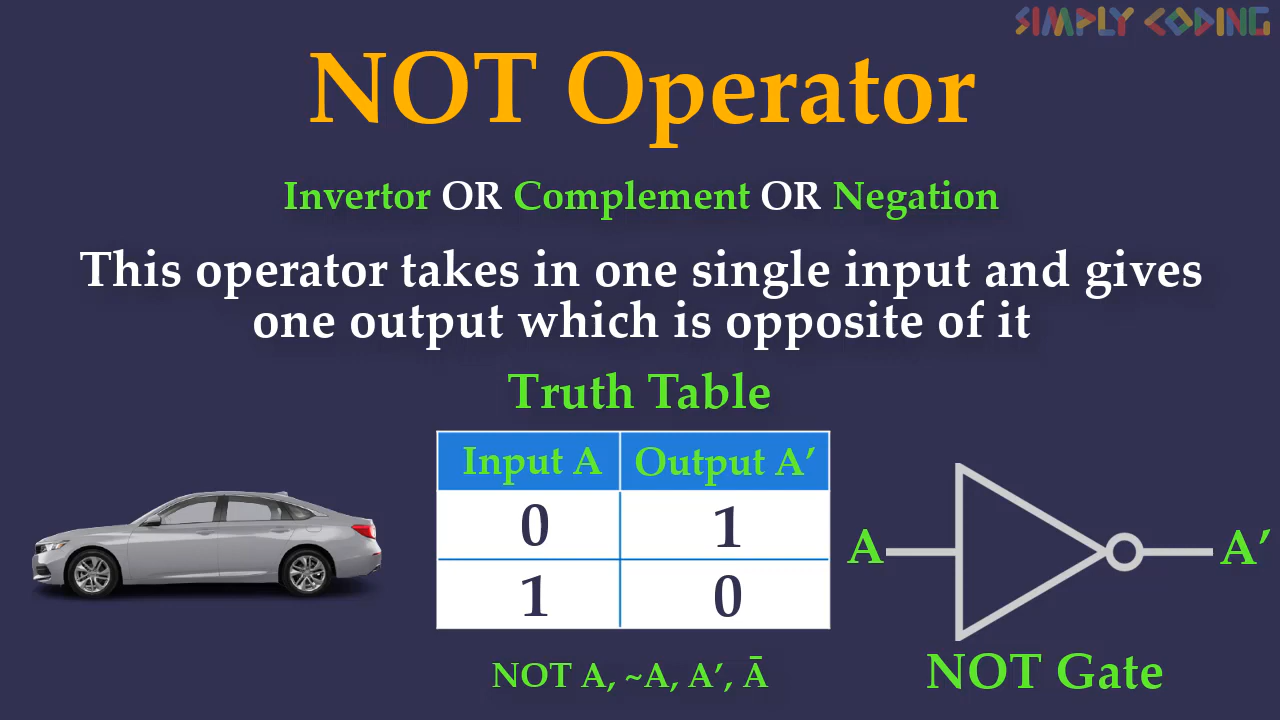 SIMPLY CODING
NOT Operator
Invertor OR Complement OR Negation
This operator takes in one single input and gives
one output which is opposite of it
Truth Table
Input A Output A’
0 1
1 0
A A’
NOT A, ~A, A’, Ā
NOT Gate